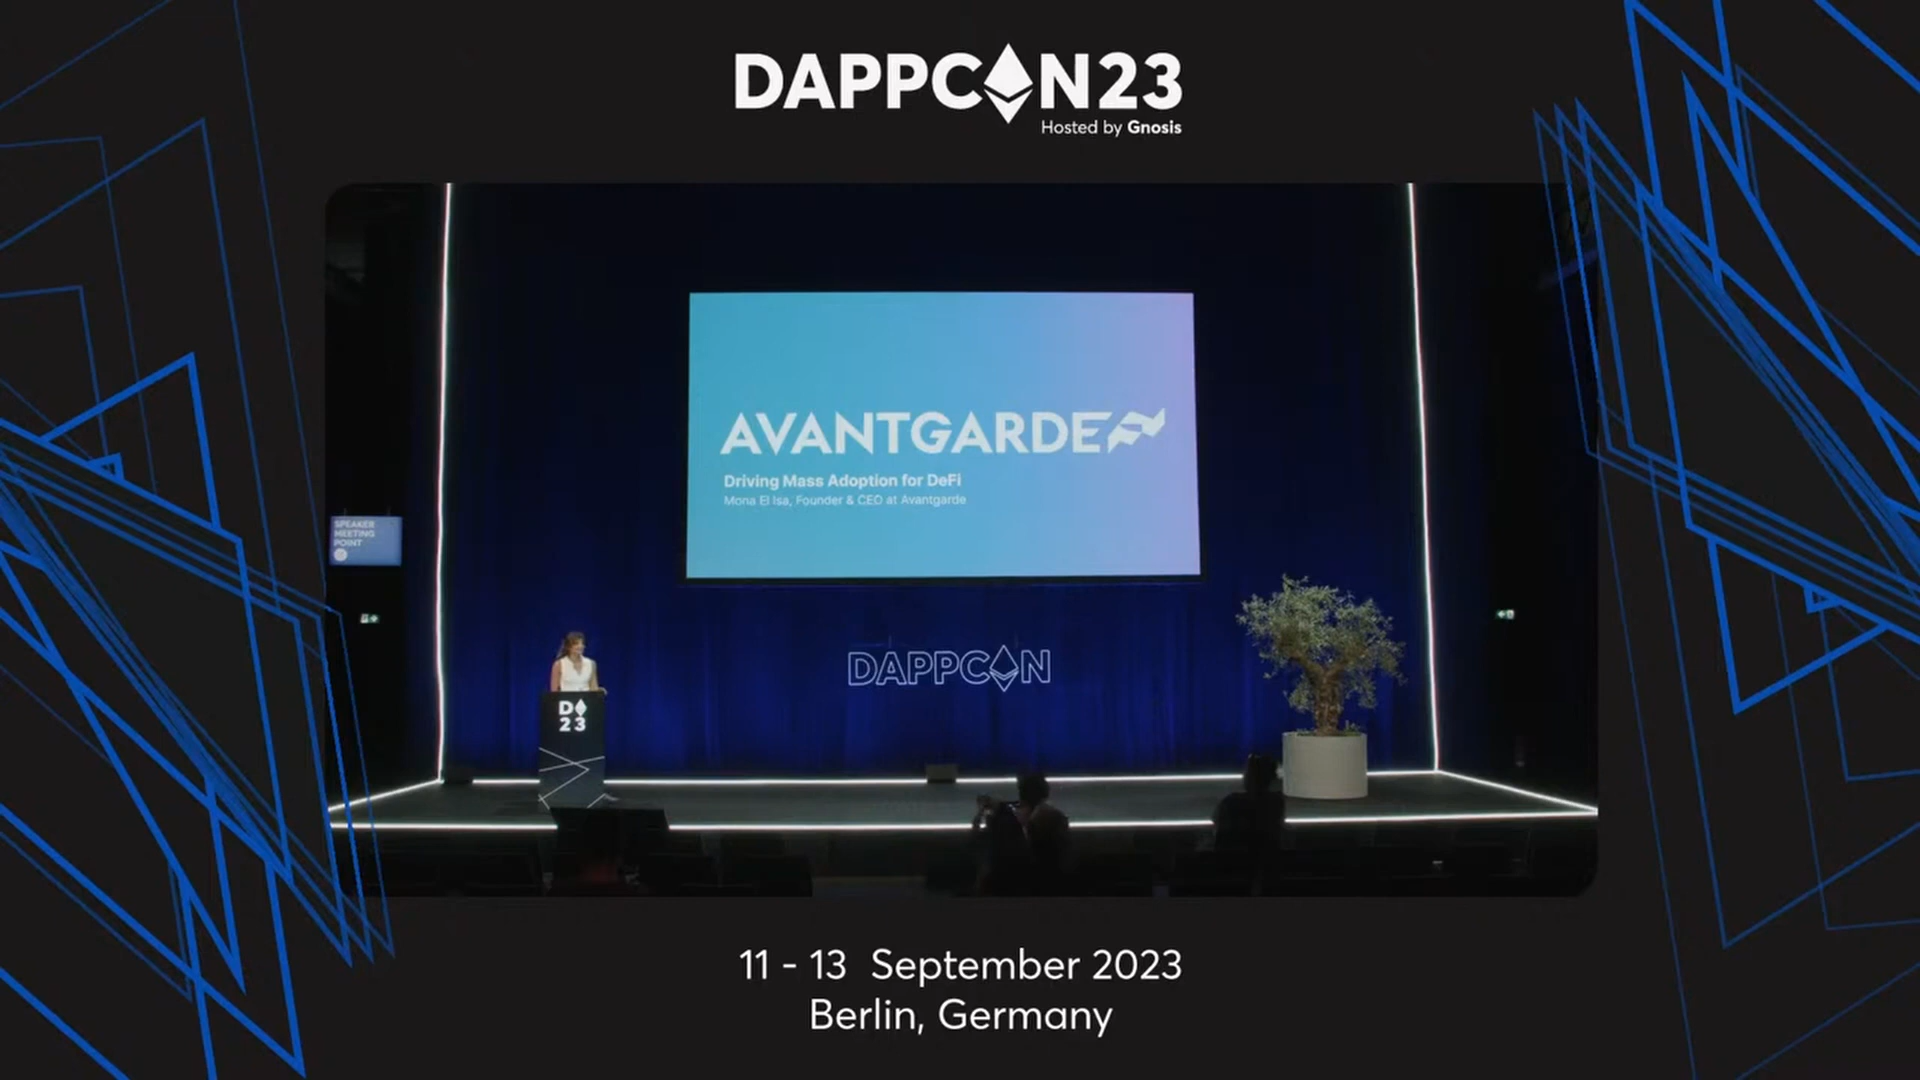 DAPPCON23
Hosted by Gnosis
AVANTGARDE
Driving Mass Adoption for DeFi
Mona El Isa, Founder & CEO at Avantgarde
SPEAKER
MEETING
POINT
DAPPCON
D
23
11 - 13 September 2023
Berlin, Germany